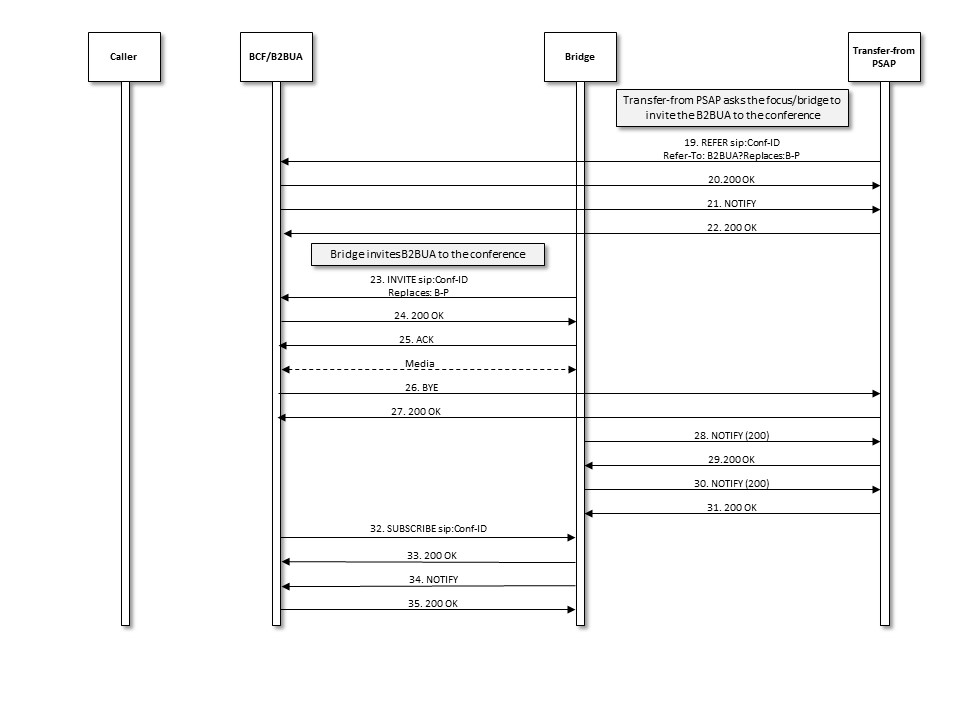 Caller
BCF/B2BUA
Bridge
Transfer-from
PSAP
Transfer-from PSAP asks the focus/bridge to
invite the B2BUA to the conference
19. REFER sip:Conf-ID
Refer-To: B2BUA?Replaces:B-P
20.200 OK
21. NOTIFY
22. 200 OK
Bridge invites B2BUA to the conference
23. INVITE sip:Conf-ID
Replaces: B-P
24. 200 OK
25. ACK
Media
26. BYE
27. 200 OK
28. NOTIFY (200)
29.200 OK
30. NOTIFY (200)
31. 200 OK
32. SUBSCRIBE sip:Conf-ID
33. 200 OK
34. NOTIFY
35. 200 OK